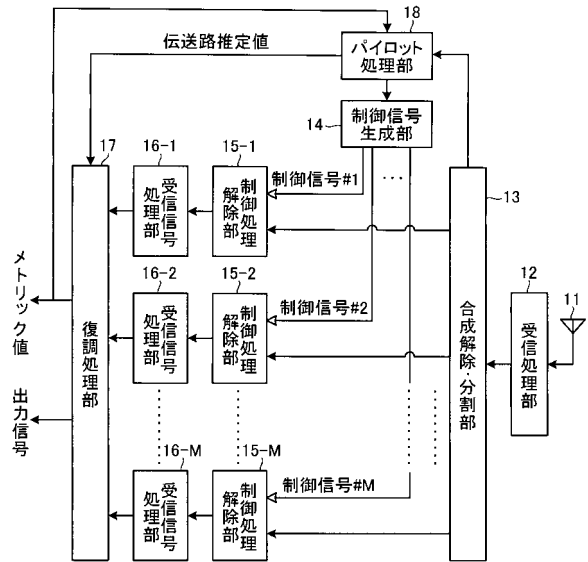 18
パイロット
処理部
伝送路推定値
14
制御信号
生成部
17
16-1
15-1
制御信号#1
…
13
受信信号
処理部
制御処理
解除部
16-2
15-2
制御信号#2
12
11
メトリック値
復調処理部
受信信号
処理部
制御処理
解除部
合成解除・分割部
受信処理部
出力信号
16-M
15-M
制御信号#M
受信信号
処理部
制御処理
解除部